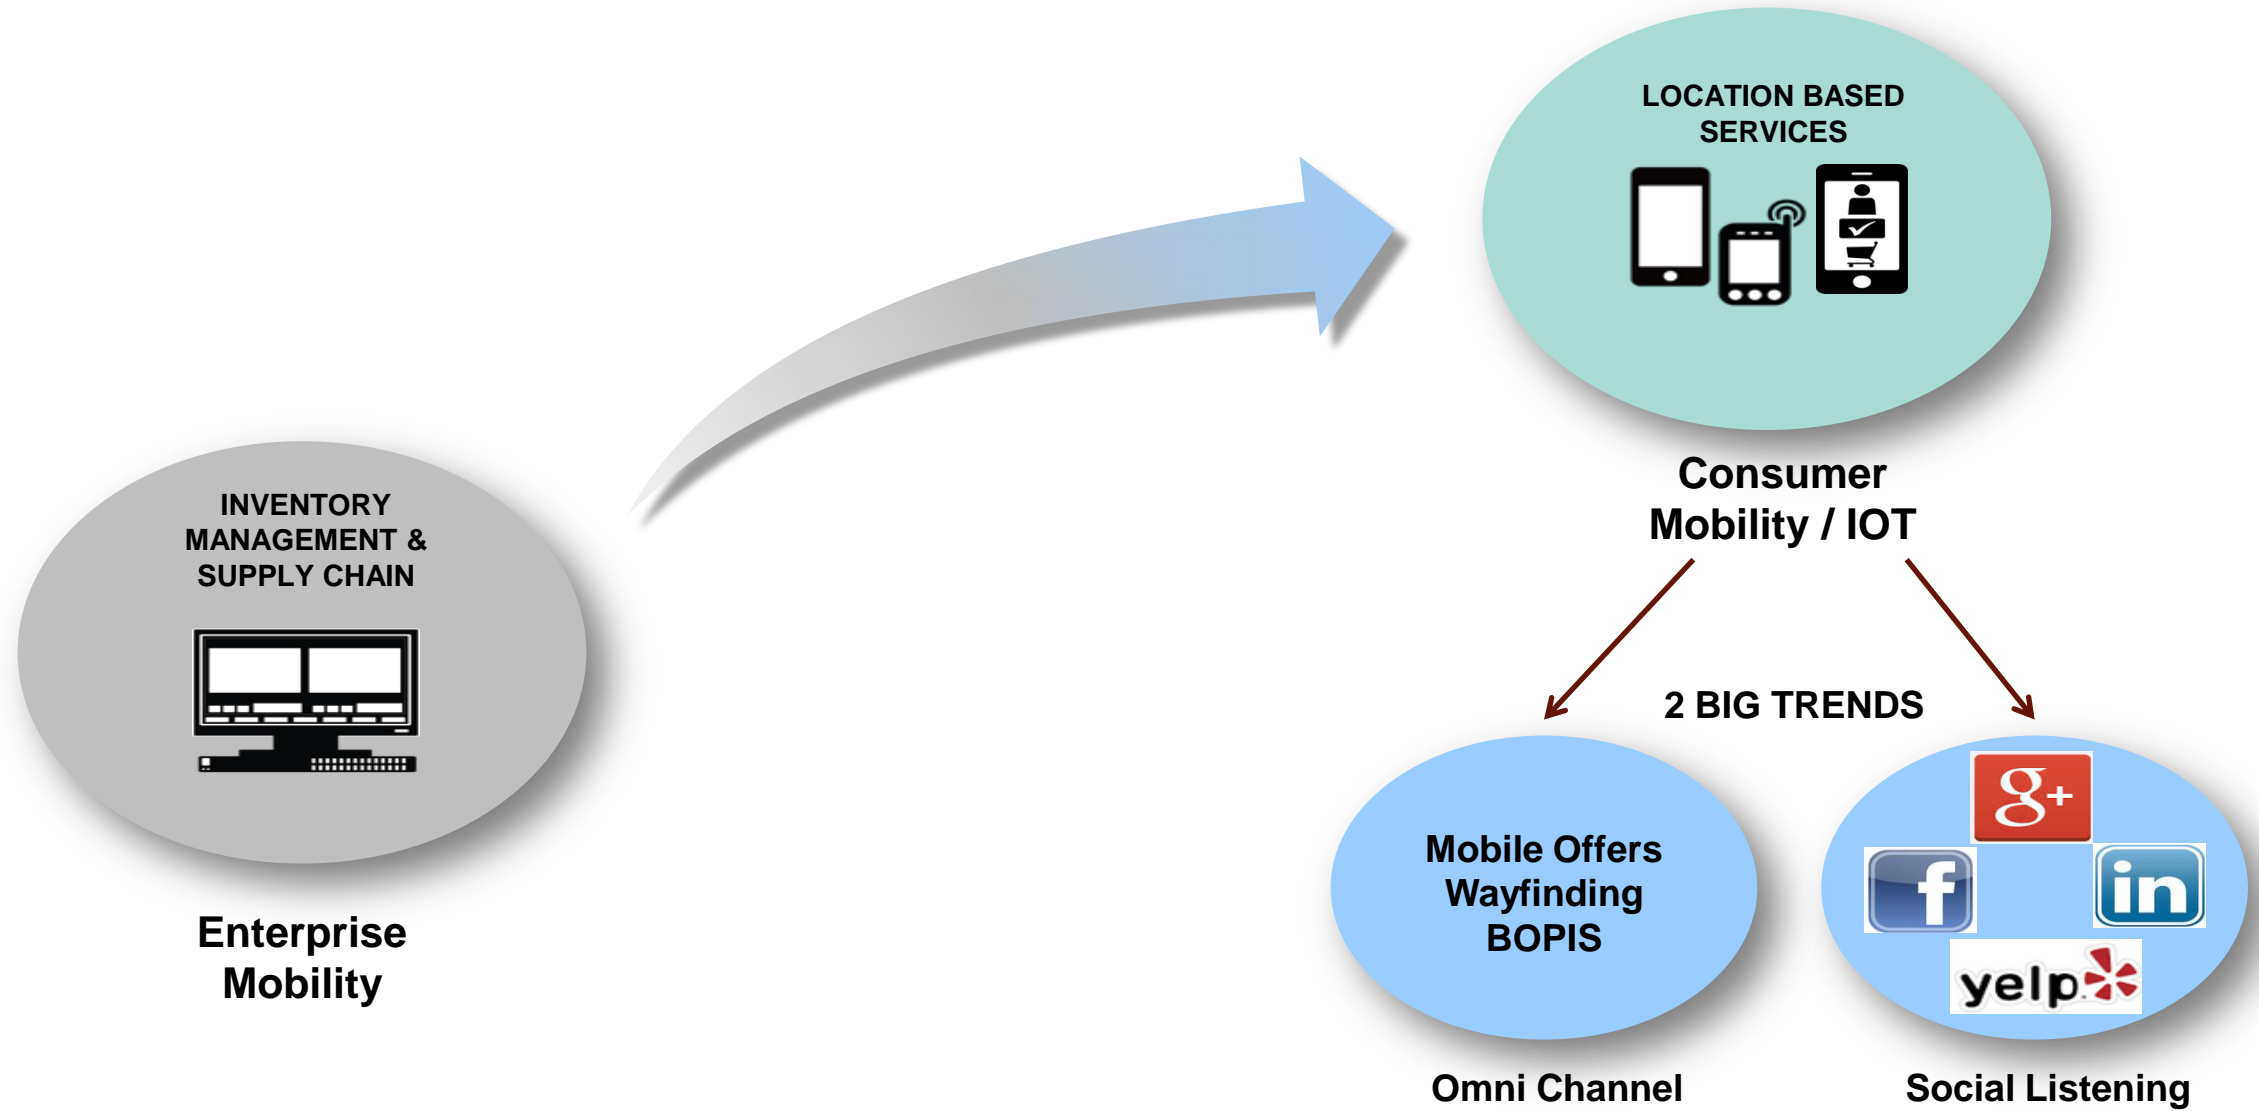 LOCATION BASED
SERVICES
Consumer
Mobility / IOT
INVENTORY
MANAGEMENT &
SUPPLY CHAIN
Enterprise
Mobility
2 BIG TRENDS
Mobile Offers
Wayfinding
BOPIS
Omni Channel
g+
f
in
yelp
Social Listening